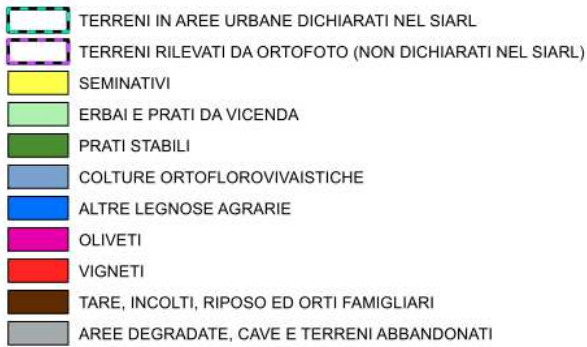 TERRENI IN AREE URBANE DICHIARATI NEL SIARL
TERRENI RILEVATI DA ORTOFOTO (NON DICHIARATI NEL SIARL)
SEMINATIVI
ERBAI E PRATI DA VICENDA
PRATI STABILI
COLTURE ORTOFLOROVIVAISTICHE
ALTRE LEGNOSE AGRARIE
OLIVETI
VIGNETI
TARE, INCOLTI, RIPOSO ED ORTI FAMIGLIARI
AREE DEGRADATE, CAVE E TERRENI ABBANDONATI